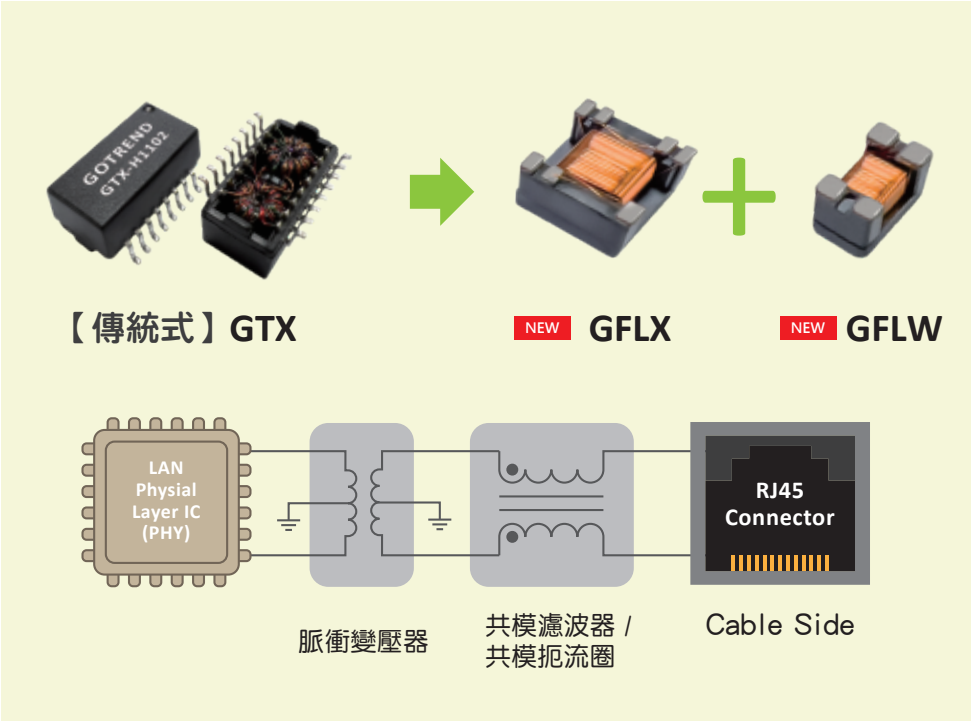 GOTREND
GTX-H1102
【傳統式】GTX
NEW GFLX
NEW GFLW
LAN
Physial
Layer IC
(PHY)
RJ45
Connector
脈衝變壓器
共模濾波器 /
共模扼流圈
Cable Side